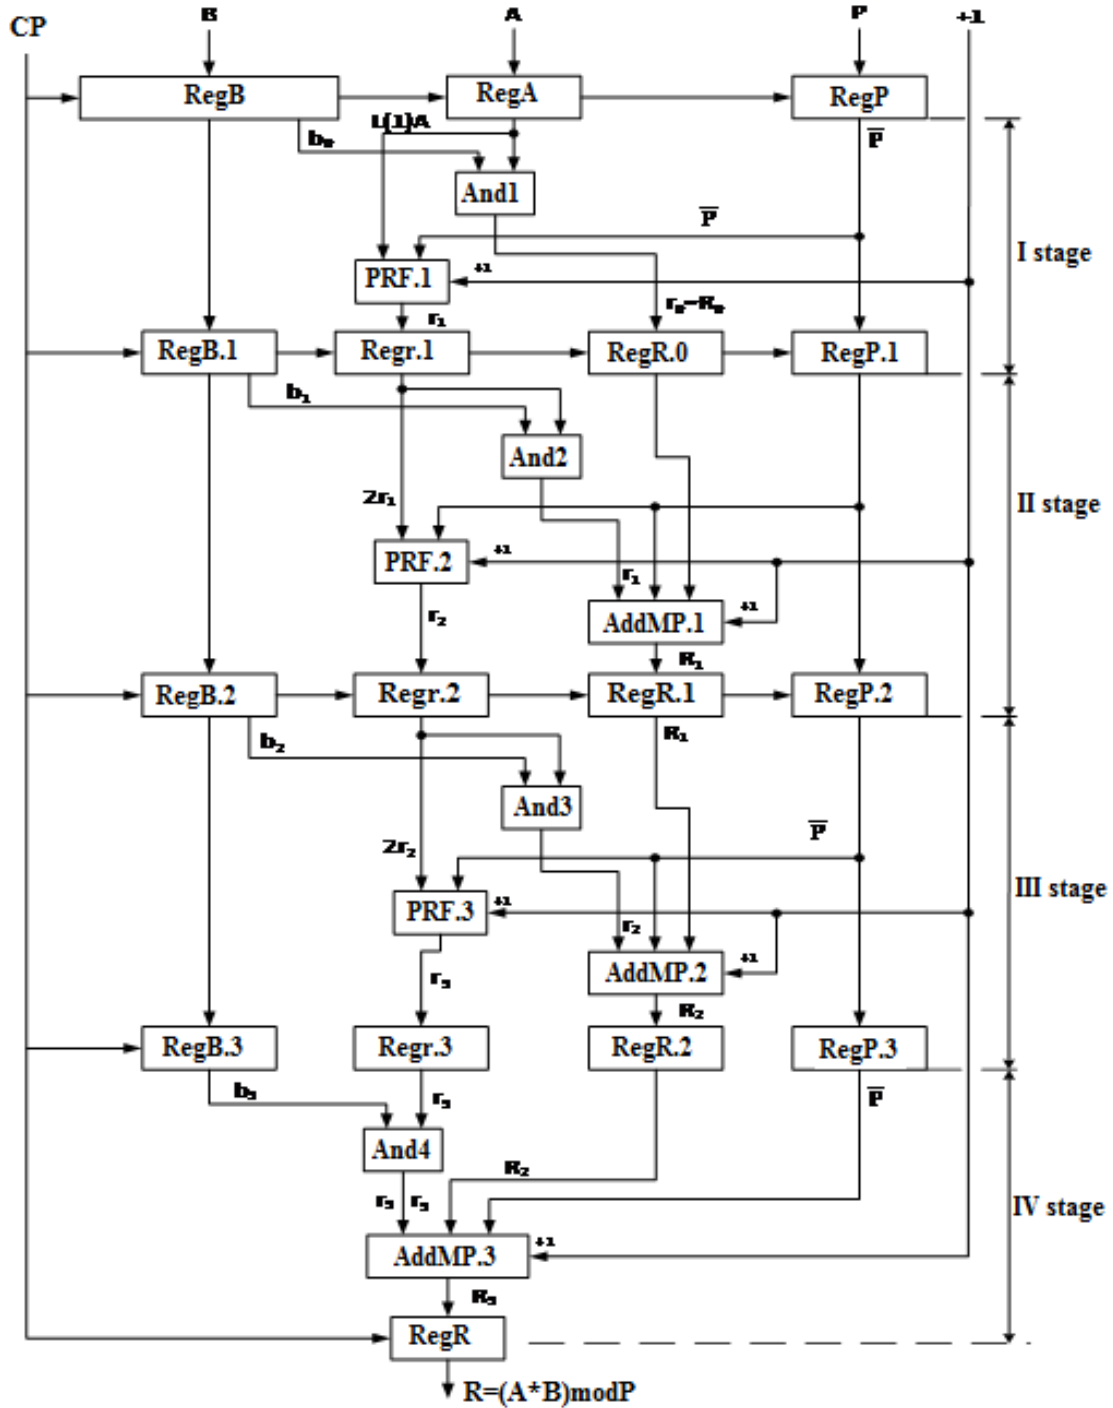 CP B A P +1
RegB RegA RegP
L(1)A
b₀ P̅
And1
P̅
I stage
PRF.1 +1
r₁ r₀=R₀
RegB.1 Regr.1 RegR.0 RegP.1
b₁
And2
2r₁ II stage
PRF.2 +1
r₁
r₂ AddMP.1 +1
R₁
RegB.2 Regr.2 RegR.1 RegP.2
b₂ R₁
And3
2r₂ P̅
III stage
PRF.3 +1
r₂
r₃ AddMP.2 +1
R₂
RegB.3 Regr.3 RegR.2 RegP.3
b₃ r₃ P̅
And4
R₂
r₃ r₃ IV stage
AddMP.3 +1
R₃
RegR
R=(A*B)modP